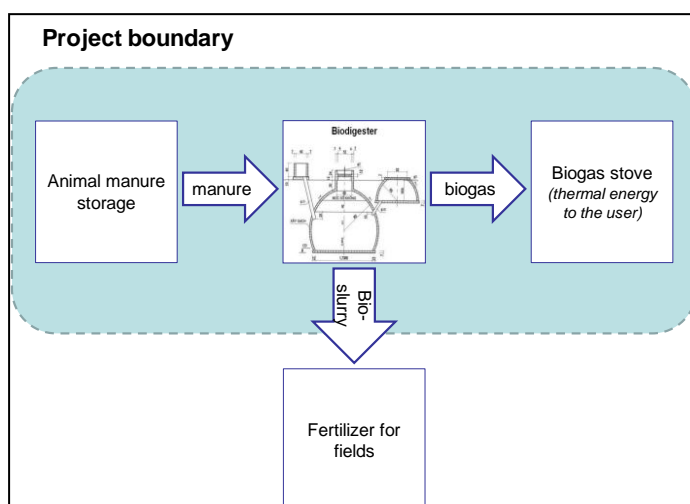 Project boundary
Animal manure
storage
manure
Biodigester
biogas
Biogas stove
(thermal energy
to the user)
Bio-
slurry
Fertilizer for
fields